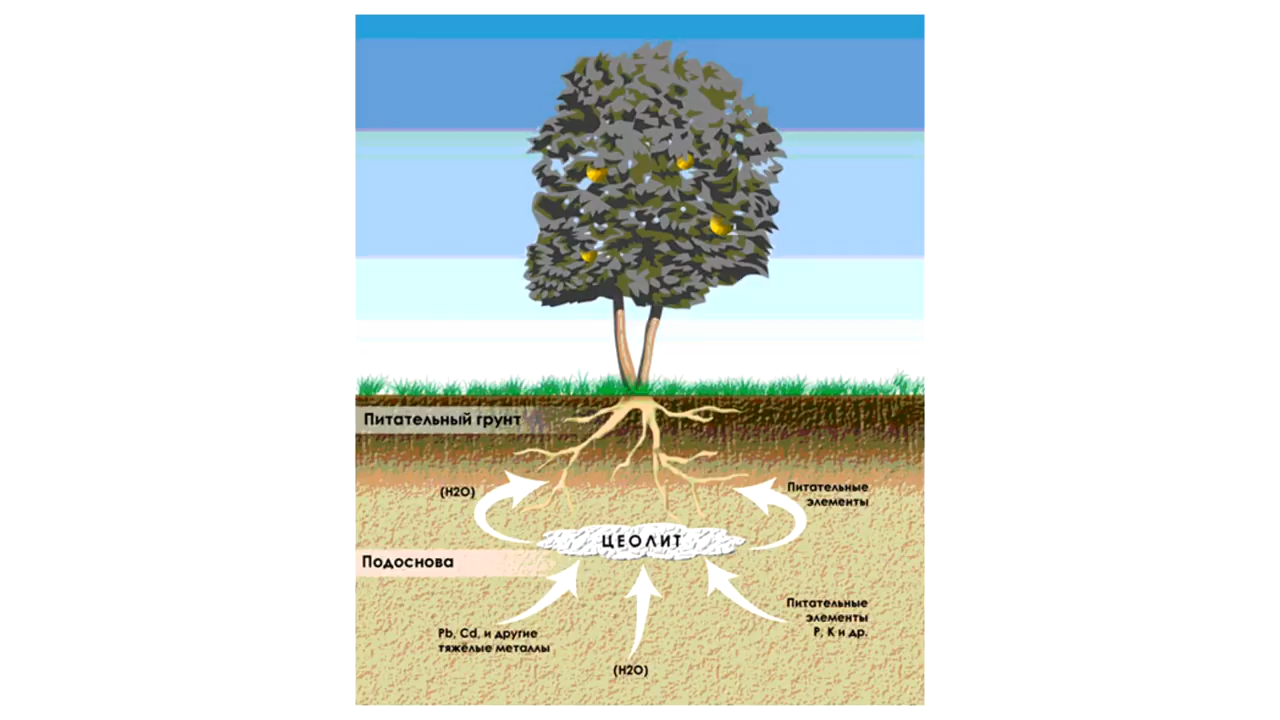 Питательный грунт
(H2O)
Питательные
элементы
ЦЕОЛИТ
Подоснова
Питательные
элементы
Р, К и др.
Pb, Cd, и другие
тяжёлые металлы
(H2O)